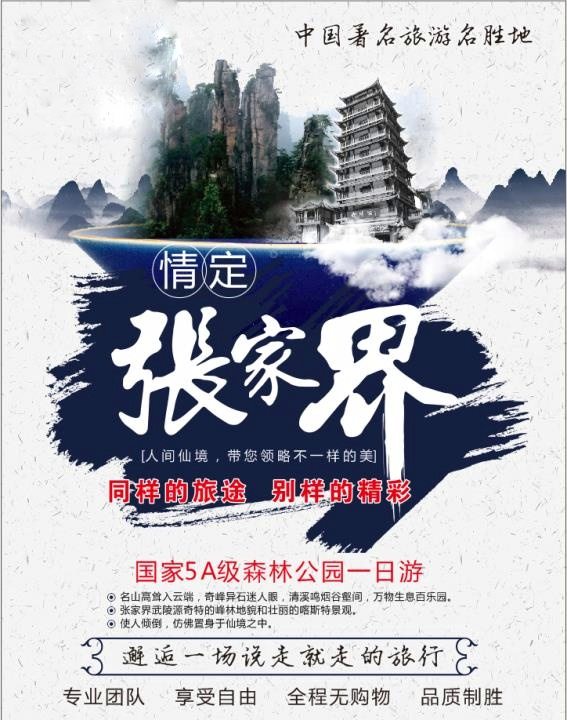 中国著名旅游名胜地
情定
張家界
[人间仙境，带您领略不一样的美]
同样的旅途 别样的精彩
国家5A级森林公园一日游
名山高耸入云端，奇峰异石迷人眼，清溪鸣烟谷壑间，万物生息百乐园。
张家界武陵源奇特的峰林地貌和壮丽的喀斯特景观。
使人倾倒，仿佛置身于仙境之中。
邂逅一场说走就走的旅行
专业团队 享受自由 全程无购物 品质制胜